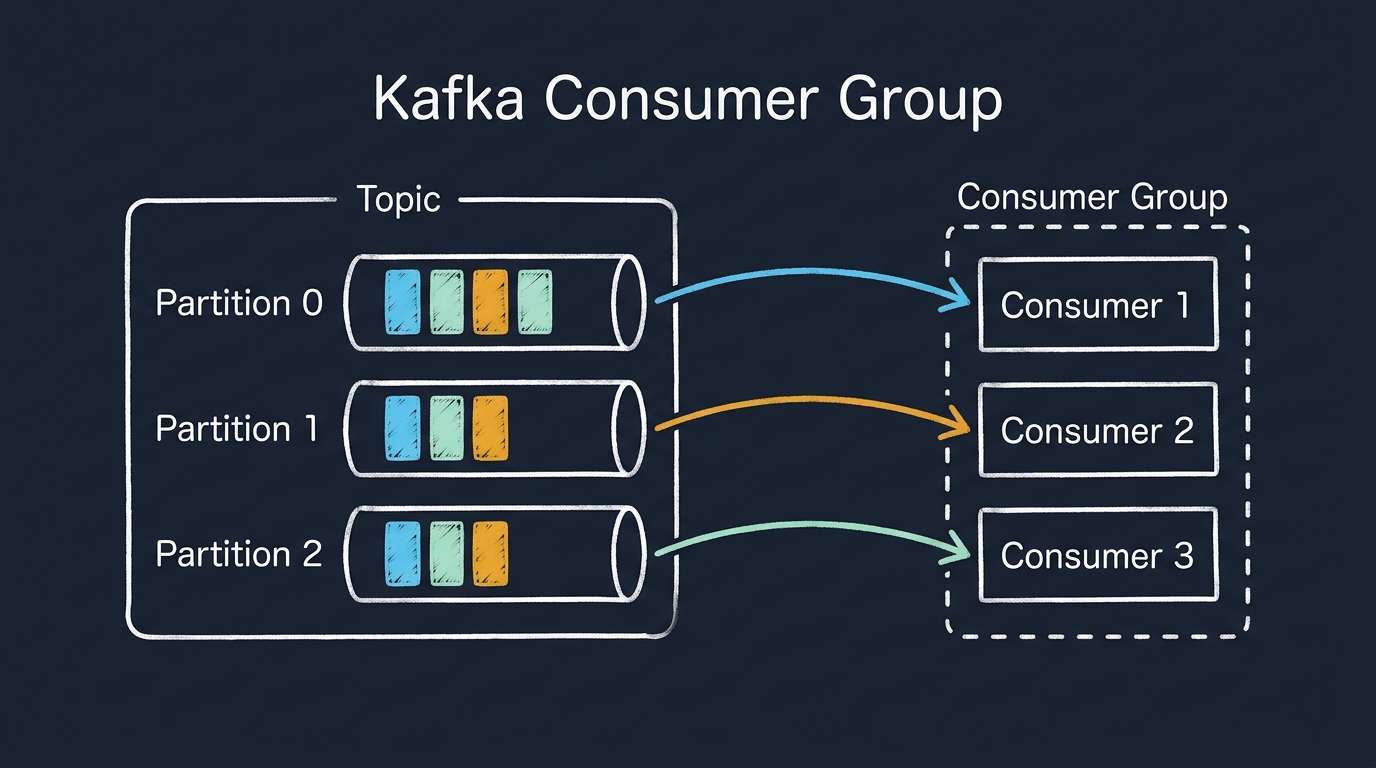 Kafka Consumer Group
Topic
Partition 0
Partition 1
Partition 2
Consumer Group
Consumer 1
Consumer 2
Consumer 3